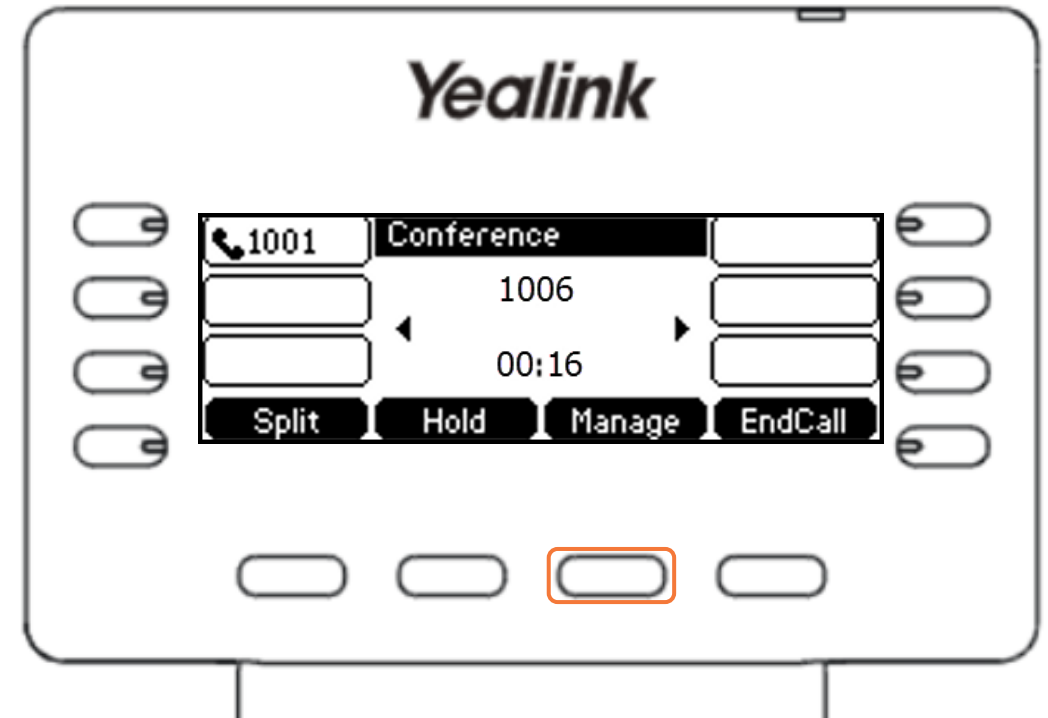 Yealink
1001
Conference
1006
00:16
Split
Hold
Manage
EndCall